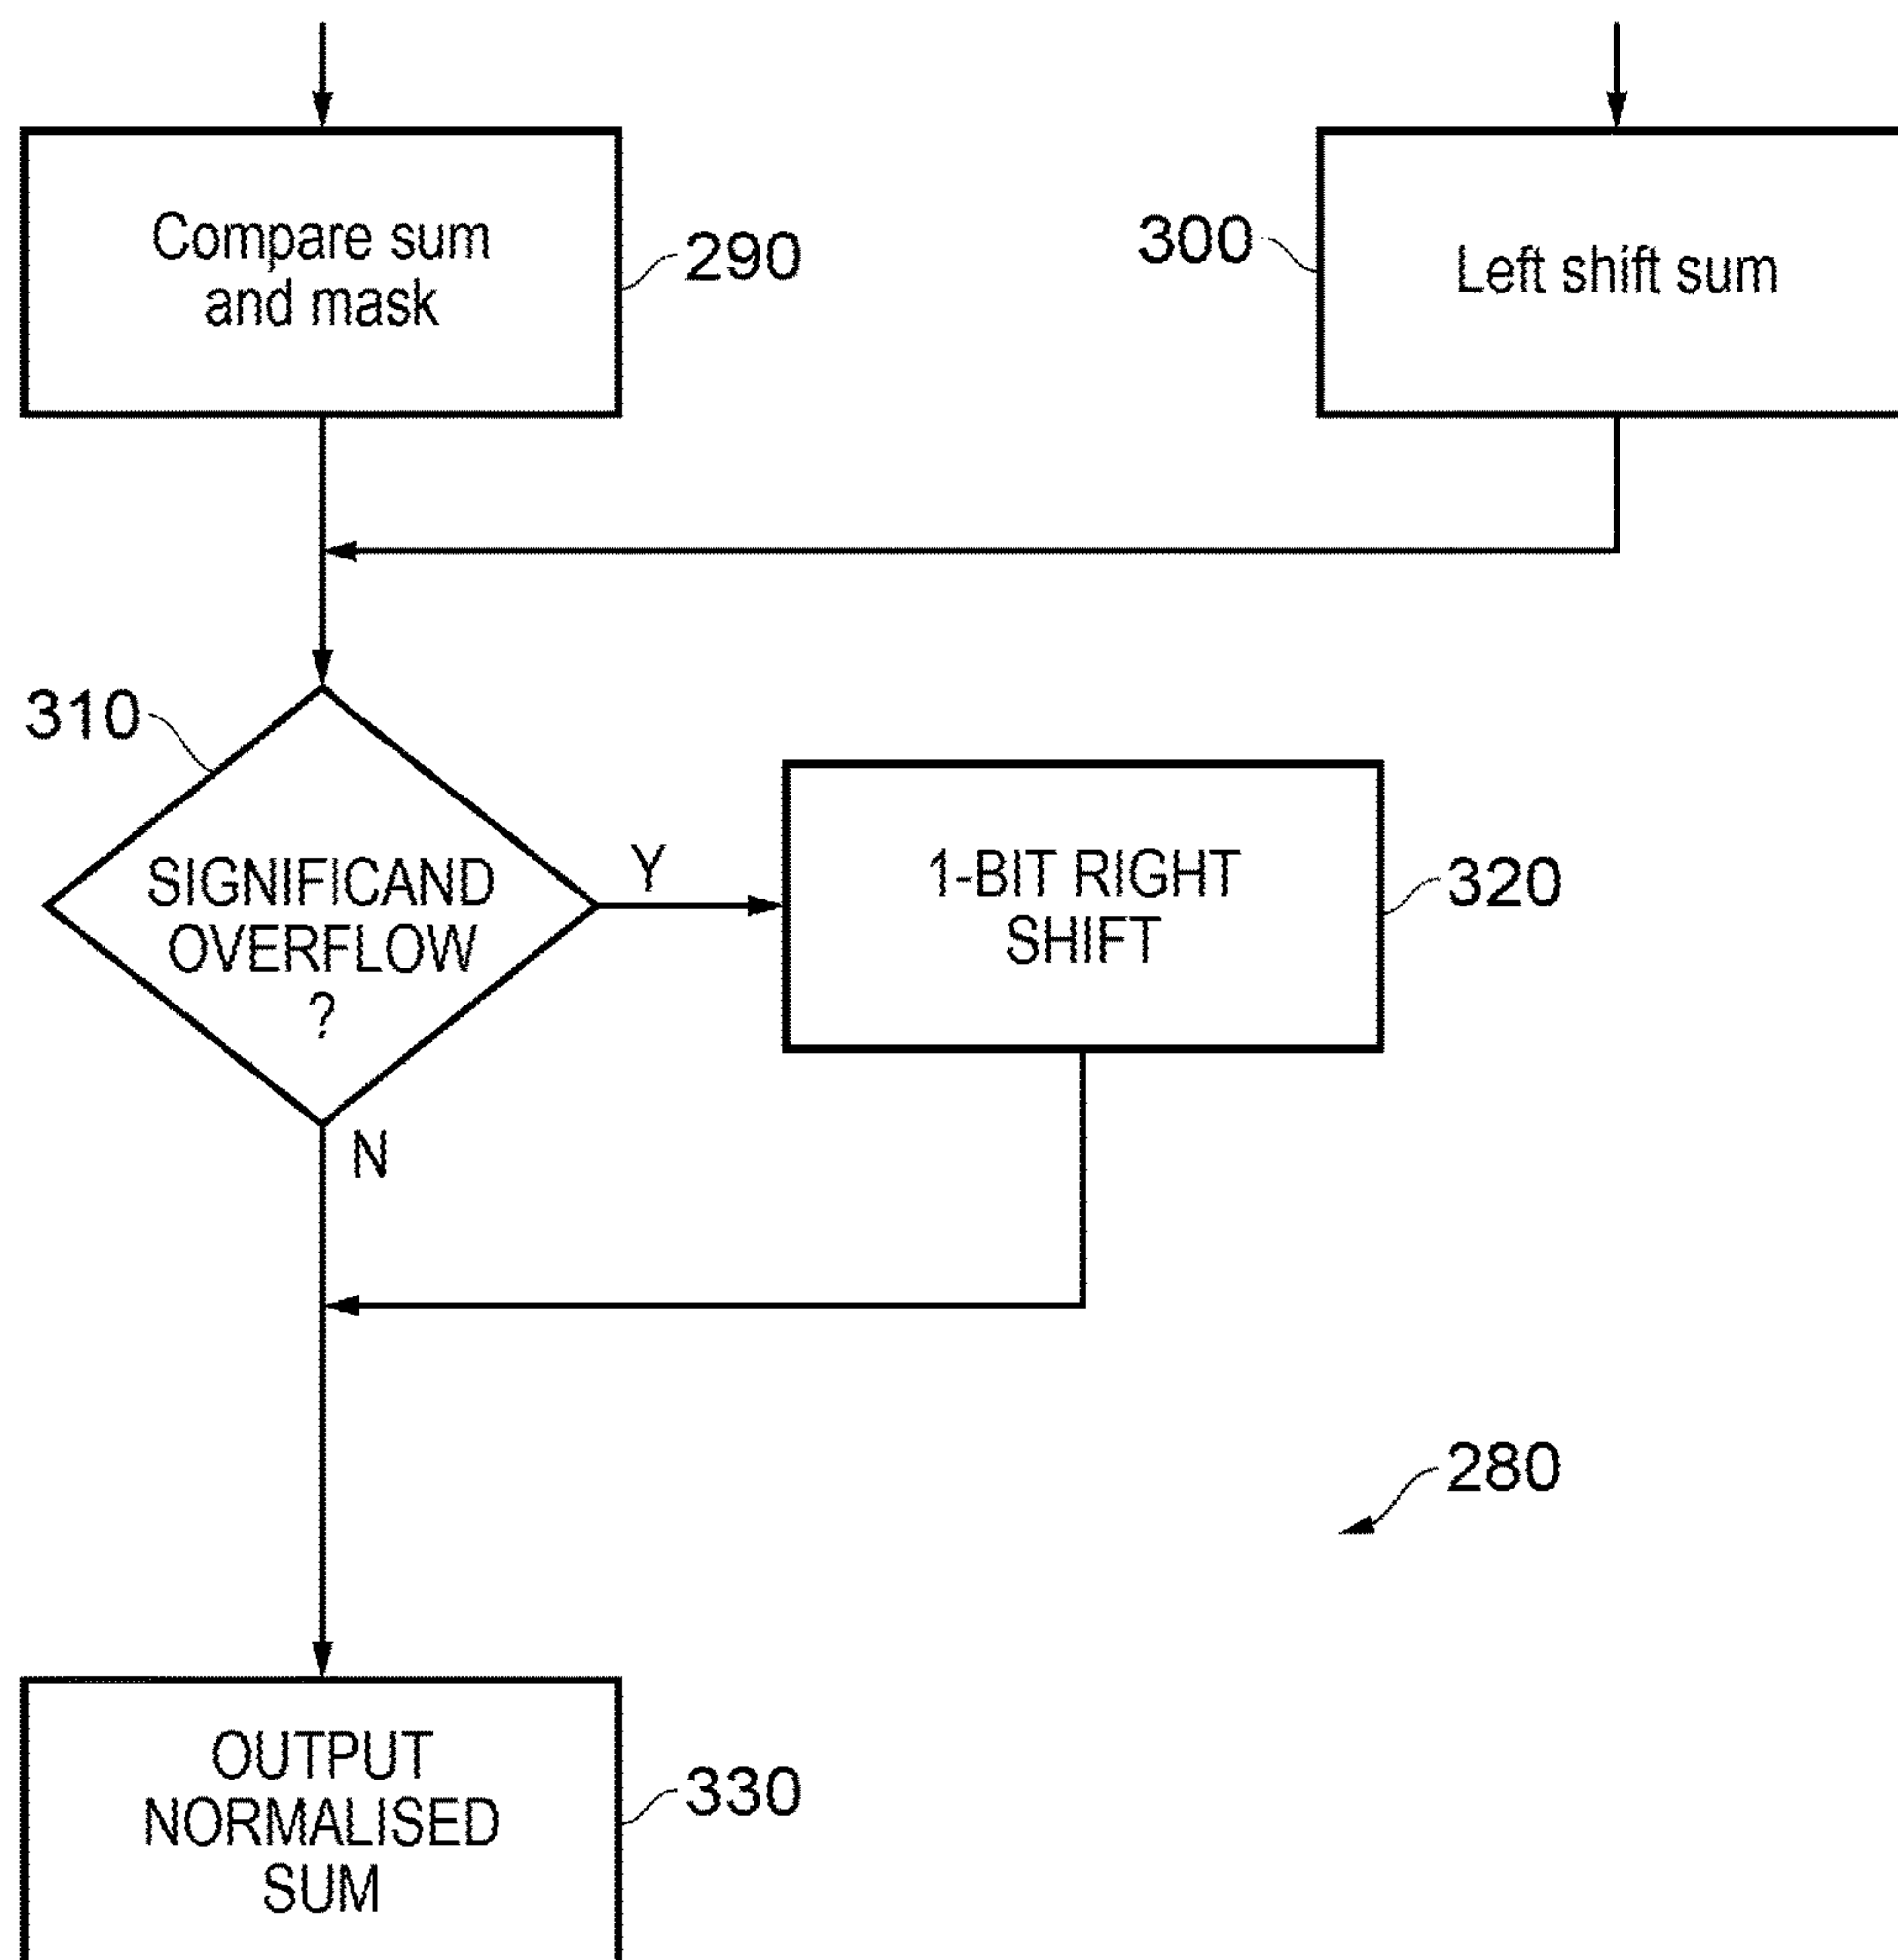 Compare sum
and mask
290
300
Left shift sum
310
SIGNIFICAND
OVERFLOW
?
Y
1-BIT RIGHT
SHIFT
320
N
280
OUTPUT
NORMALISED
SUM
330